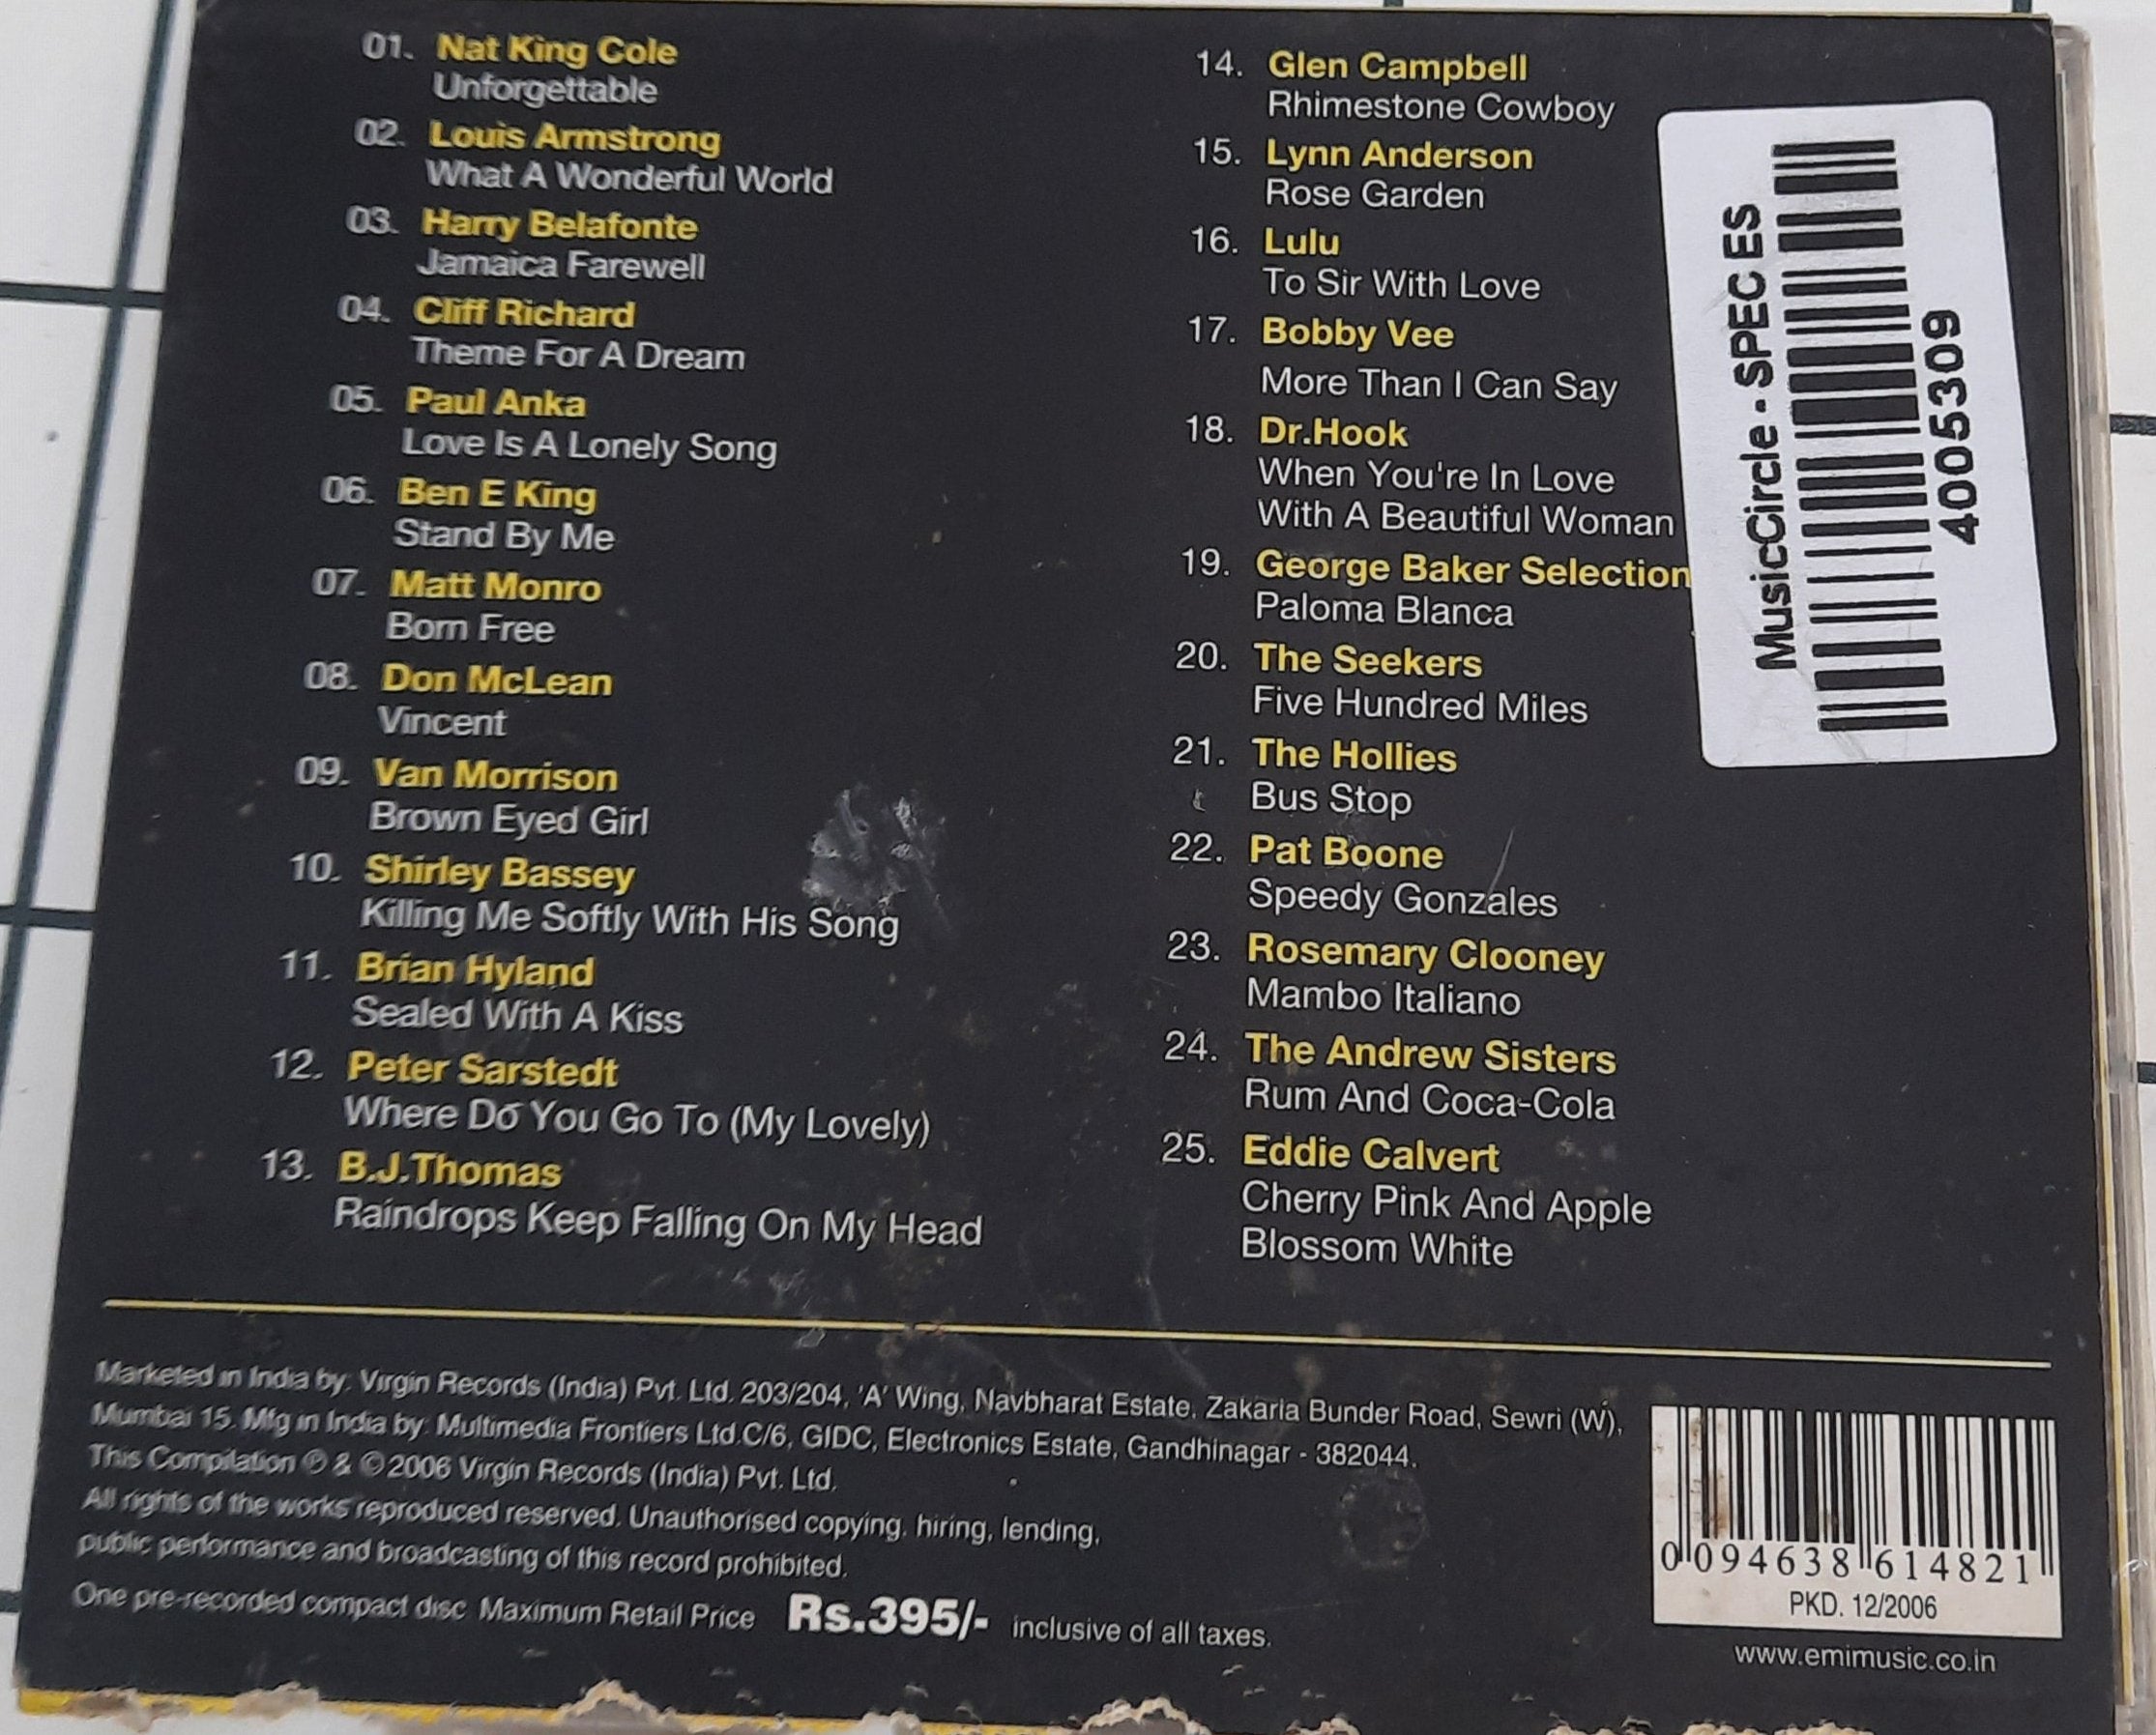 01. Nat King Cole
Unforgettable
02. Louis Armstrong
What A Wonderful World
03. Harry Belafonte
Jamaica Farewell
04. Cliff Richard
Theme For A Dream
05. Paul Anka
Love Is A Lonely Song
06. Ben E King
Stand By Me
07. Matt Monro
Born Free
08. Don McLean
Vincent
09. Van Morrison
Brown Eyed Girl
10. Shirley Bassey
Killing Me Softly With His Song
11. Brian Hyland
Sealed With A Kiss
12. Peter Sarstedt
Where Do You Go To (My Lovely)
13. B.J.Thomas
Raindrops Keep Falling On My Head
14. Glen Campbell
Rhimestone Cowboy
15. Lynn Anderson
Rose Garden
16. Lulu
To Sir With Love
17. Bobby Vee
More Than I Can Say
18. Dr.Hook
When You're In Love
With A Beautiful Woman
19. George Baker Selection
Paloma Blanca
20. The Seekers
Five Hundred Miles
21. The Hollies
Bus Stop
22. Pat Boone
Speedy Gonzales
23. Rosemary Clooney
Mambo Italiano
24. The Andrew Sisters
Rum And Coca-Cola
25. Eddie Calvert
Cherry Pink And Apple
Blossom White
MusicCircle - SPEC ES
4005309
Marketed in India by: Virgin Records (India) Pvt. Ltd. 203/204, 'A' Wing, Navbharat Estate, Zakaria Bunder Road, Sewri (W),
Mumbai 15. Mfg in India by: Multimedia Frontiers Ltd.C/6, GIDC, Electronics Estate, Gandhinagar - 382044.
This Compilation ℗ & © 2006 Virgin Records (India) Pvt. Ltd.
All rights of the works reproduced reserved. Unauthorised copying, hiring, lending,
public performance and broadcasting of this record prohibited.
One pre-recorded compact disc Maximum Retail Price Rs.395/- inclusive of all taxes.
0 094638 614821
PKD. 12/2006
www.emimusic.co.in